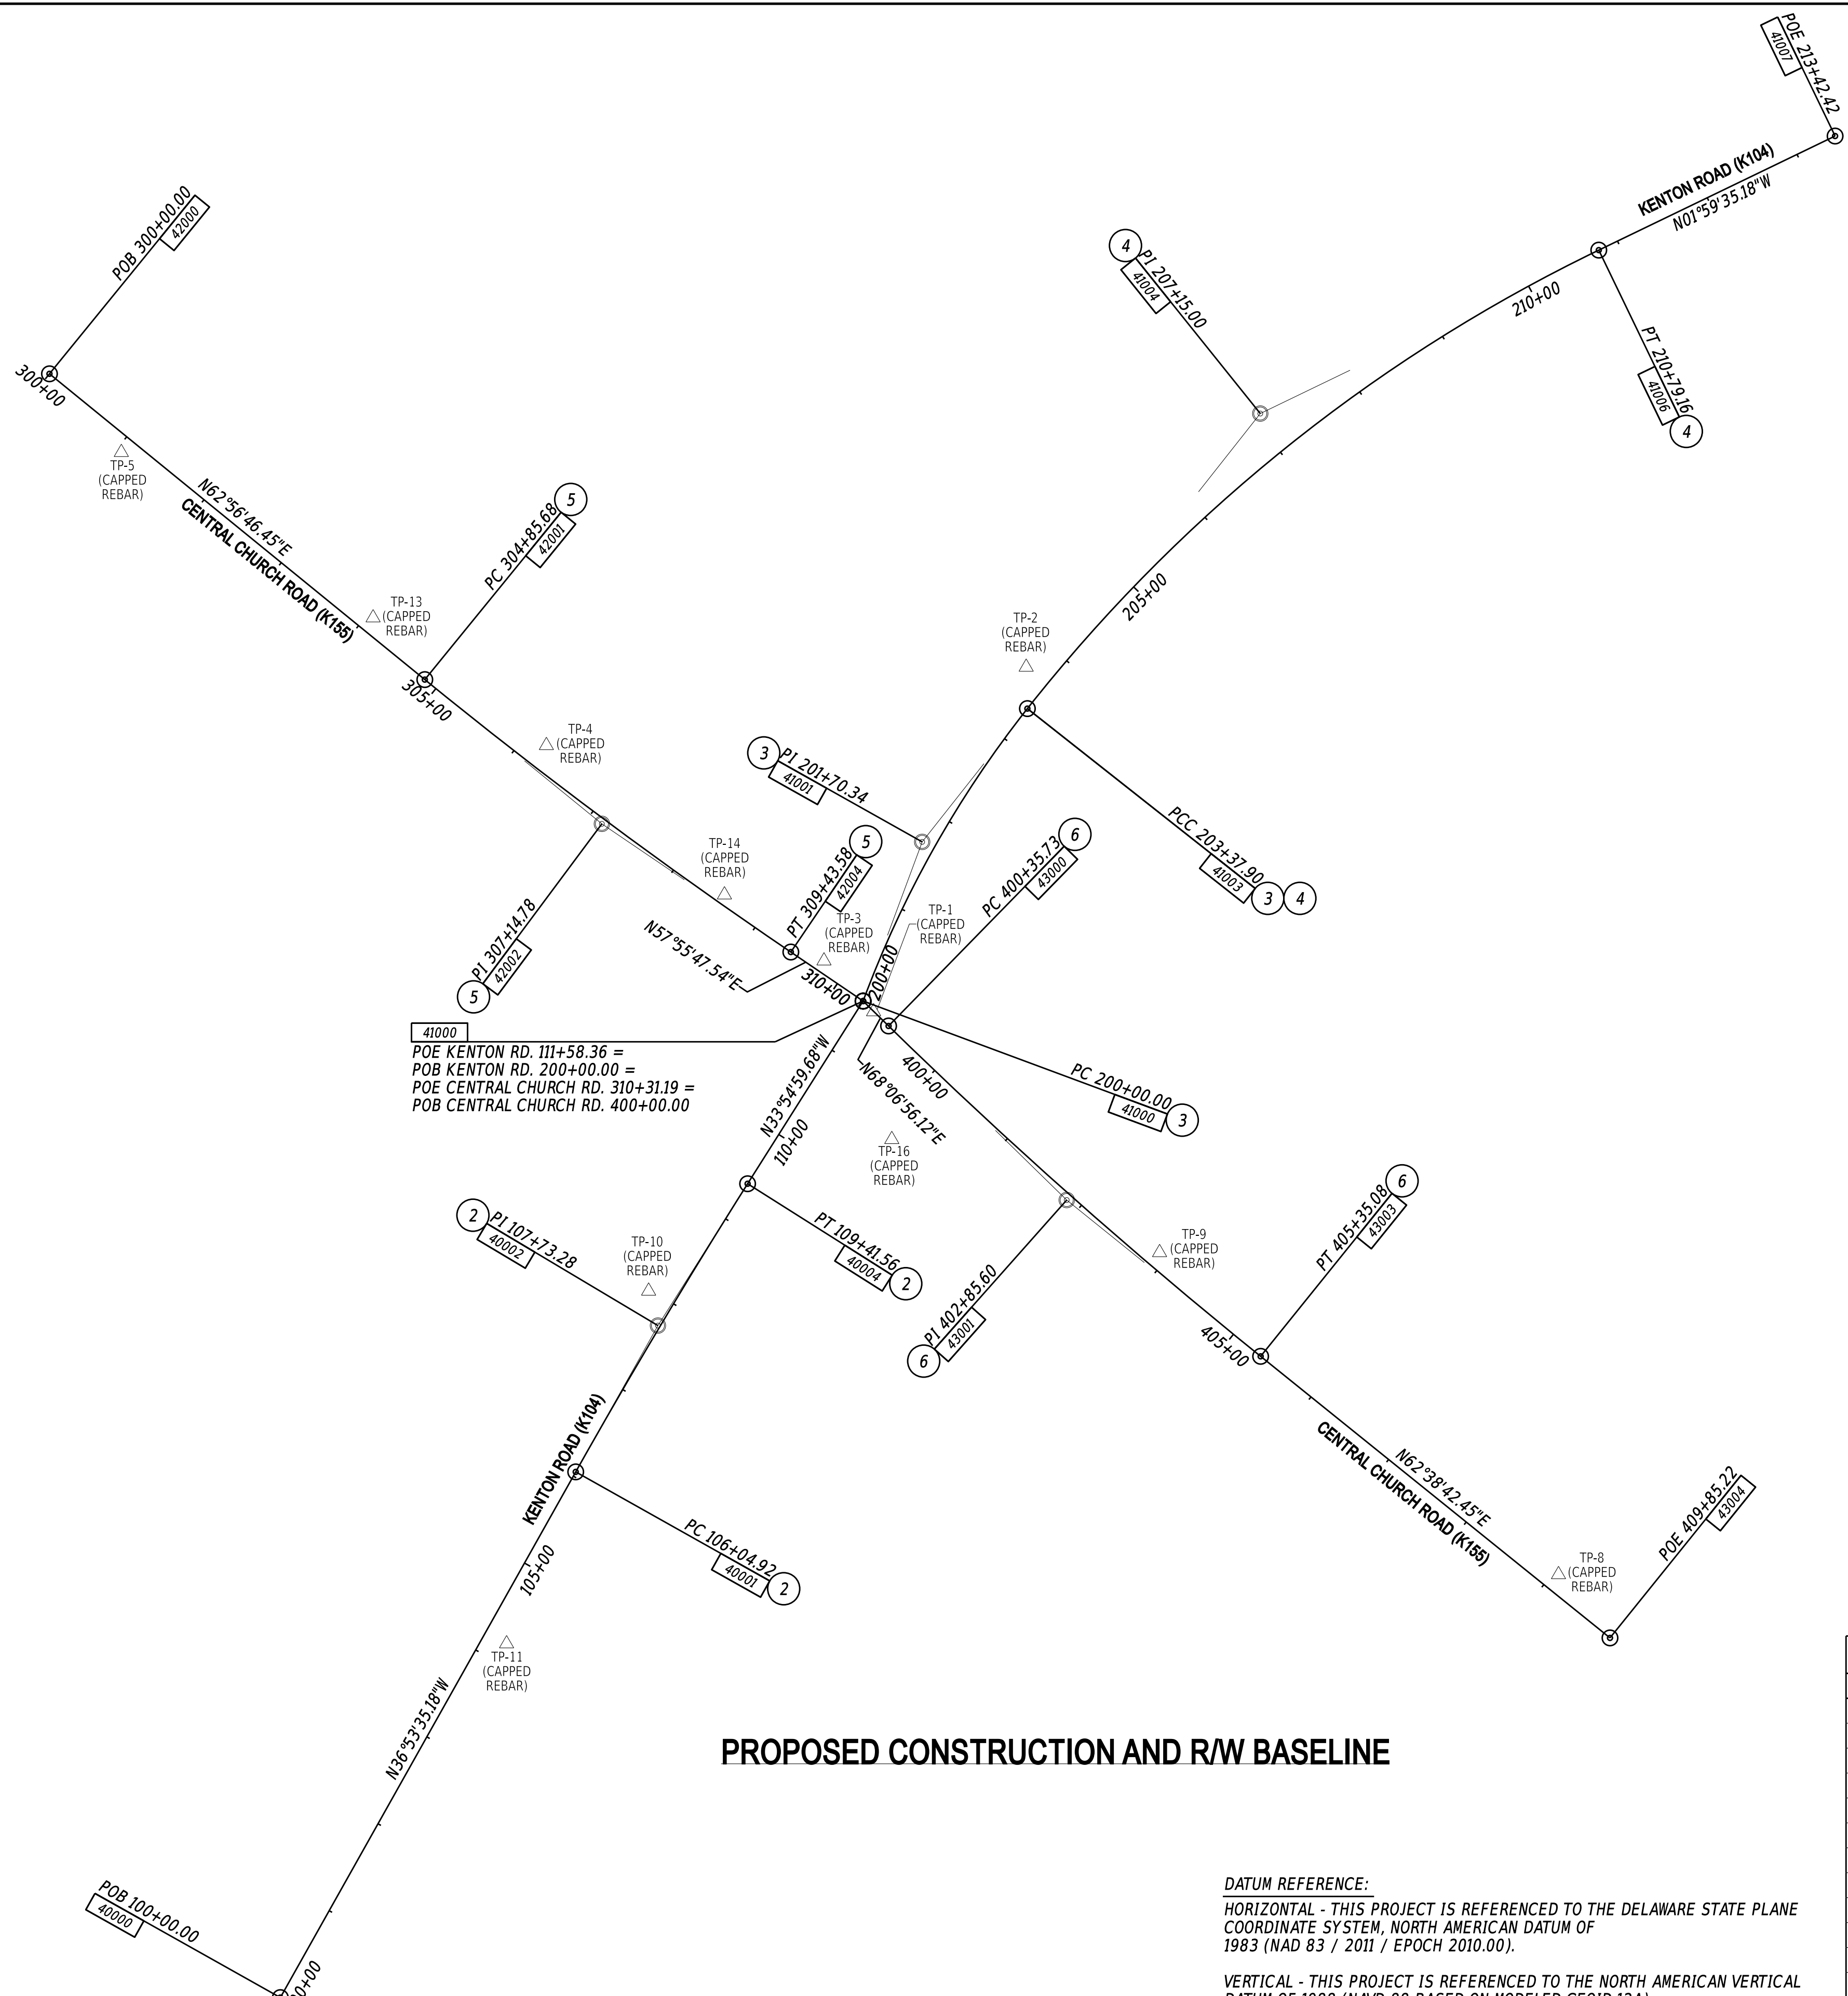 POE 213+42.42
41007
KENTON ROAD (K104)
N01°59'35.18"W
POB 300+00.00
42000
4
PI 207+15.00
41004
210+00
PT 210+79.16
41006
4
300+00
TP-5
(CAPPED
REBAR)
N62°56'46.45"E
CENTRAL CHURCH ROAD (K155)
5
PC 304+85.68
42001
TP-13
(CAPPED
REBAR)
305+00
205+00
TP-2
(CAPPED
REBAR)
TP-4
(CAPPED
REBAR)
3
PI 201+70.34
41001
PCC 203+37.90
41003
3
4
TP-14
(CAPPED
REBAR)
5
PT 309+43.58
42004
6
PC 400+35.73
43000
TP-3
(CAPPED
REBAR)
TP-1
(CAPPED
REBAR)
PI 307+14.78
42002
5
N57°55'47.54"E
310+00
200+00
41000
POE KENTON RD. 111+58.36 =
POB KENTON RD. 200+00.00 =
POE CENTRAL CHURCH RD. 310+31.19 =
POB CENTRAL CHURCH RD. 400+00.00
N33°54'59.68"W
400+00
N68°06'56.12"E
PC 200+00.00
41000
3
110+00
TP-16
(CAPPED
REBAR)
2
PI 107+73.28
40002
TP-10
(CAPPED
REBAR)
PT 109+41.56
40004
2
6
PT 405+35.08
43003
TP-9
(CAPPED
REBAR)
PI 402+85.60
43001
6
405+00
KENTON ROAD (K104)
PC 106+04.92
40001
2
105+00
CENTRAL CHURCH ROAD (K155)
N62°38'42.45"E
POE 409+85.22
43004
TP-8
(CAPPED
REBAR)
TP-11
(CAPPED
REBAR)
N36°53'35.18"W
PROPOSED CONSTRUCTION AND R/W BASELINE
POB 100+00.00
40000
DATUM REFERENCE:
HORIZONTAL - THIS PROJECT IS REFERENCED TO THE DELAWARE STATE PLANE
COORDINATE SYSTEM, NORTH AMERICAN DATUM OF
1983 (NAD 83 / 2011 / EPOCH 2010.00).
VERTICAL - THIS PROJECT IS REFERENCED TO THE NORTH AMERICAN VERTICAL